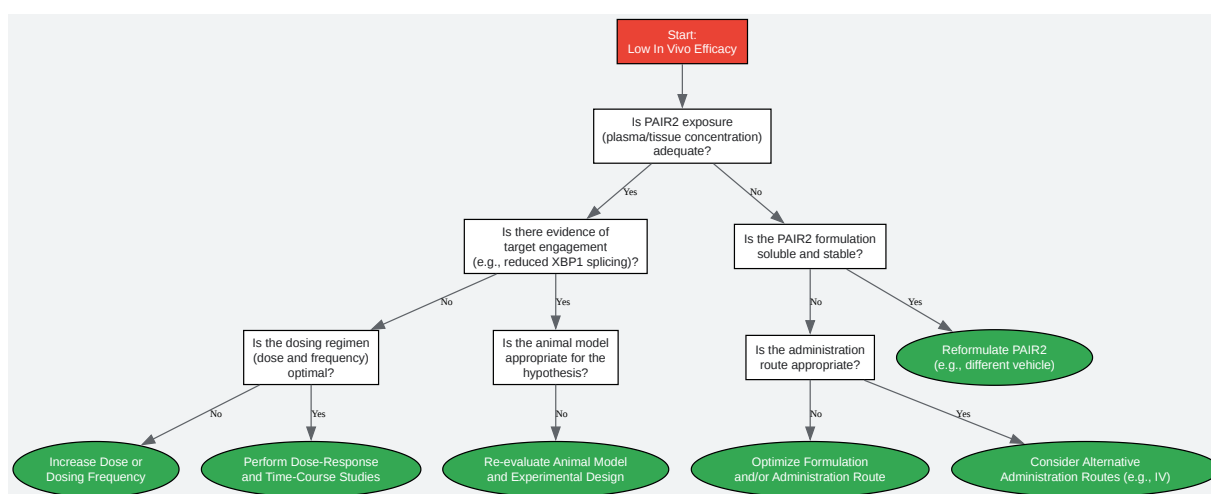 Start:
Low In Vivo Efficacy
Is PAIR2 exposure
(plasma/tissue concentration)
adequate?
Yes
No
Is there evidence of
target engagement
(e.g., reduced XBP1 splicing)?
Is the PAIR2 formulation
soluble and stable?
No
Yes
No
Yes
Is the dosing regimen
(dose and frequency)
optimal?
Is the animal model
appropriate for the
hypothesis?
Is the administration
route appropriate?
Reformulate PAIR2
(e.g., different vehicle)
No
Yes
No
No
Yes
Increase Dose or
Dosing Frequency
Perform Dose-Response
and Time-Course Studies
Re-evaluate Animal Model
and Experimental Design
Optimize Formulation
and/or Administration Route
Consider Alternative
Administration Routes (e.g., IV)